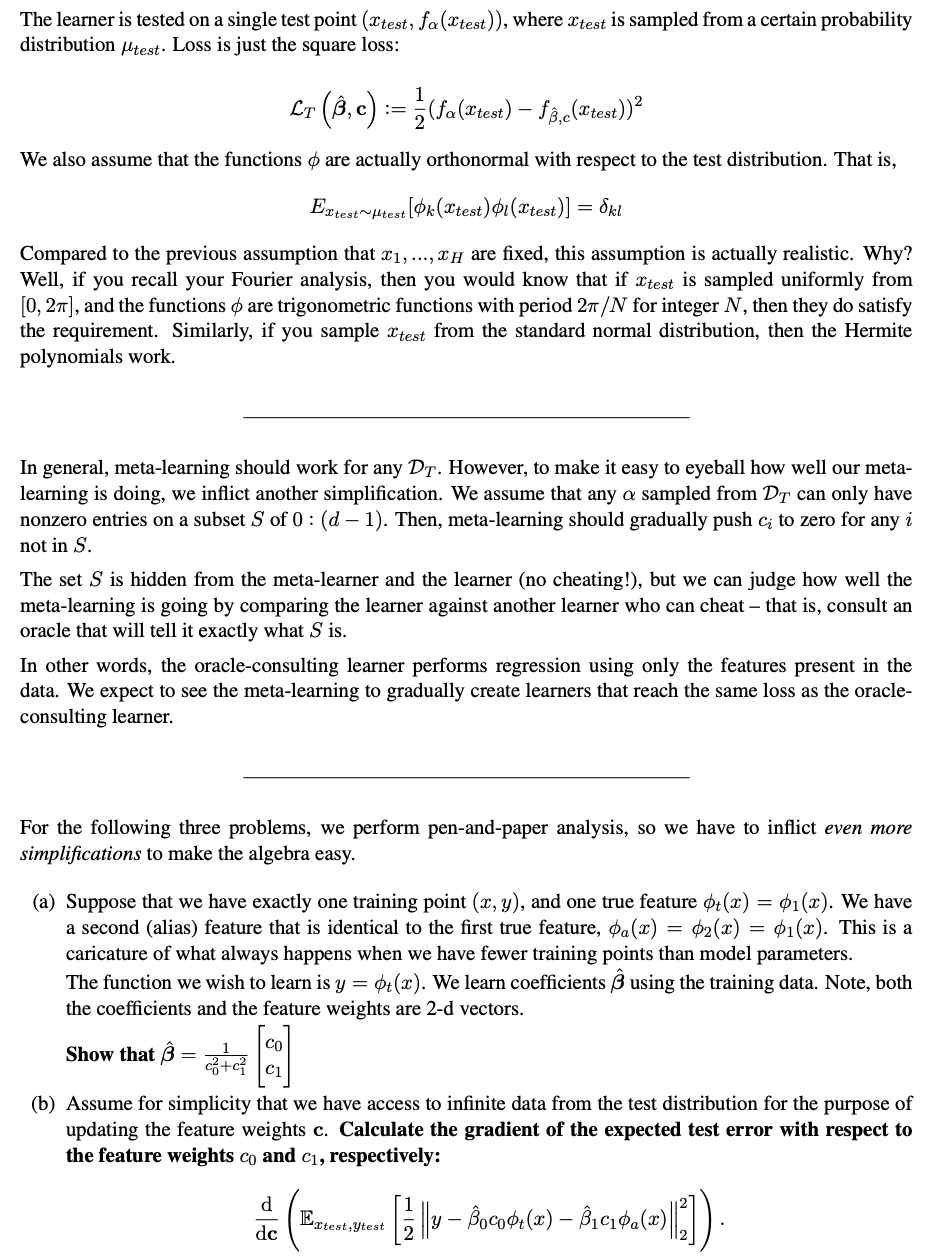 The learner is tested on a single test point $(x_{test}, f_\alpha(x_{test}))$, where $x_{test}$ is sampled from a certain probability
distribution $\mu_{test}$. Loss is just the square loss:
$\mathcal{L}_T\left(\hat{\boldsymbol{\beta}}, \mathbf{c}\right) := \frac{1}{2}(f_\alpha(x_{test}) - f_{\hat{\beta},c}(x_{test}))^2$
We also assume that the functions $\phi$ are actually orthonormal with respect to the test distribution. That is,
$E_{x_{test} \sim \mu_{test}}[\phi_k(x_{test})\phi_l(x_{test})] = \delta_{kl}$
Compared to the previous assumption that $x_1, ..., x_H$ are fixed, this assumption is actually realistic. Why?
Well, if you recall your Fourier analysis, then you would know that if $x_{test}$ is sampled uniformly from
$[0, 2\pi]$, and the functions $\phi$ are trigonometric functions with period $2\pi/N$ for integer $N$, then they do satisfy
the requirement. Similarly, if you sample $x_{test}$ from the standard normal distribution, then the Hermite
polynomials work.
In general, meta-learning should work for any $\mathcal{D}_T$. However, to make it easy to eyeball how well our meta-
learning is doing, we inflict another simplification. We assume that any $\alpha$ sampled from $\mathcal{D}_T$ can only have
nonzero entries on a subset $S$ of $0 : (d - 1)$. Then, meta-learning should gradually push $c_i$ to zero for any $i$
not in $S$.
The set $S$ is hidden from the meta-learner and the learner (no cheating!), but we can judge how well the
meta-learning is going by comparing the learner against another learner who can cheat – that is, consult an
oracle that will tell it exactly what $S$ is.
In other words, the oracle-consulting learner performs regression using only the features present in the
data. We expect to see the meta-learning to gradually create learners that reach the same loss as the oracle-
consulting learner.
For the following three problems, we perform pen-and-paper analysis, so we have to inflict even more
simplifications to make the algebra easy.
(a) Suppose that we have exactly one training point $(x, y)$, and one true feature $\phi_t(x) = \phi_1(x)$. We have
a second (alias) feature that is identical to the first true feature, $\phi_a(x) = \phi_2(x) = \phi_1(x)$. This is a
caricature of what always happens when we have fewer training points than model parameters.
The function we wish to learn is $y = \phi_t(x)$. We learn coefficients $\hat{\boldsymbol{\beta}}$ using the training data. Note, both
the coefficients and the feature weights are 2-d vectors.
Show that $\hat{\boldsymbol{\beta}} = \frac{1}{c_0^2+c_1^2}\begin{bmatrix} c_0 \\ c_1 \end{bmatrix}$
(b) Assume for simplicity that we have access to infinite data from the test distribution for the purpose of
updating the feature weights $\mathbf{c}$. Calculate the gradient of the expected test error with respect to
the feature weights $c_0$ and $c_1$, respectively:
$\frac{\mathrm{d}}{\mathrm{d}\mathbf{c}}\left(\mathbb{E}_{x_{test},y_{test}}\left[\frac{1}{2}\left\|y - \hat{\beta}_0 c_0 \phi_t(x) - \hat{\beta}_1 c_1 \phi_a(x)\right\|_2^2\right]\right).$